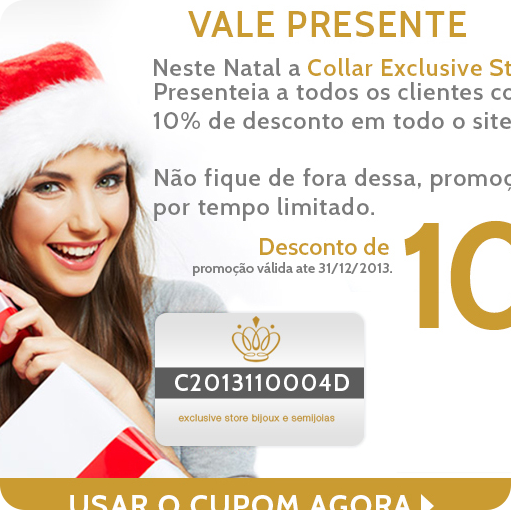 VALE PRESENTE
Neste Natal a Collar Exclusive St
Presenteia a todos os clientes co
10% de desconto em todo o site
Não fique de fora dessa, promoç
por tempo limitado.
Desconto de
promoção válida ate 31/12/2013.
10
C2013110004D
exclusive store bijoux e semijoias
USAR O CUPOM AGORA